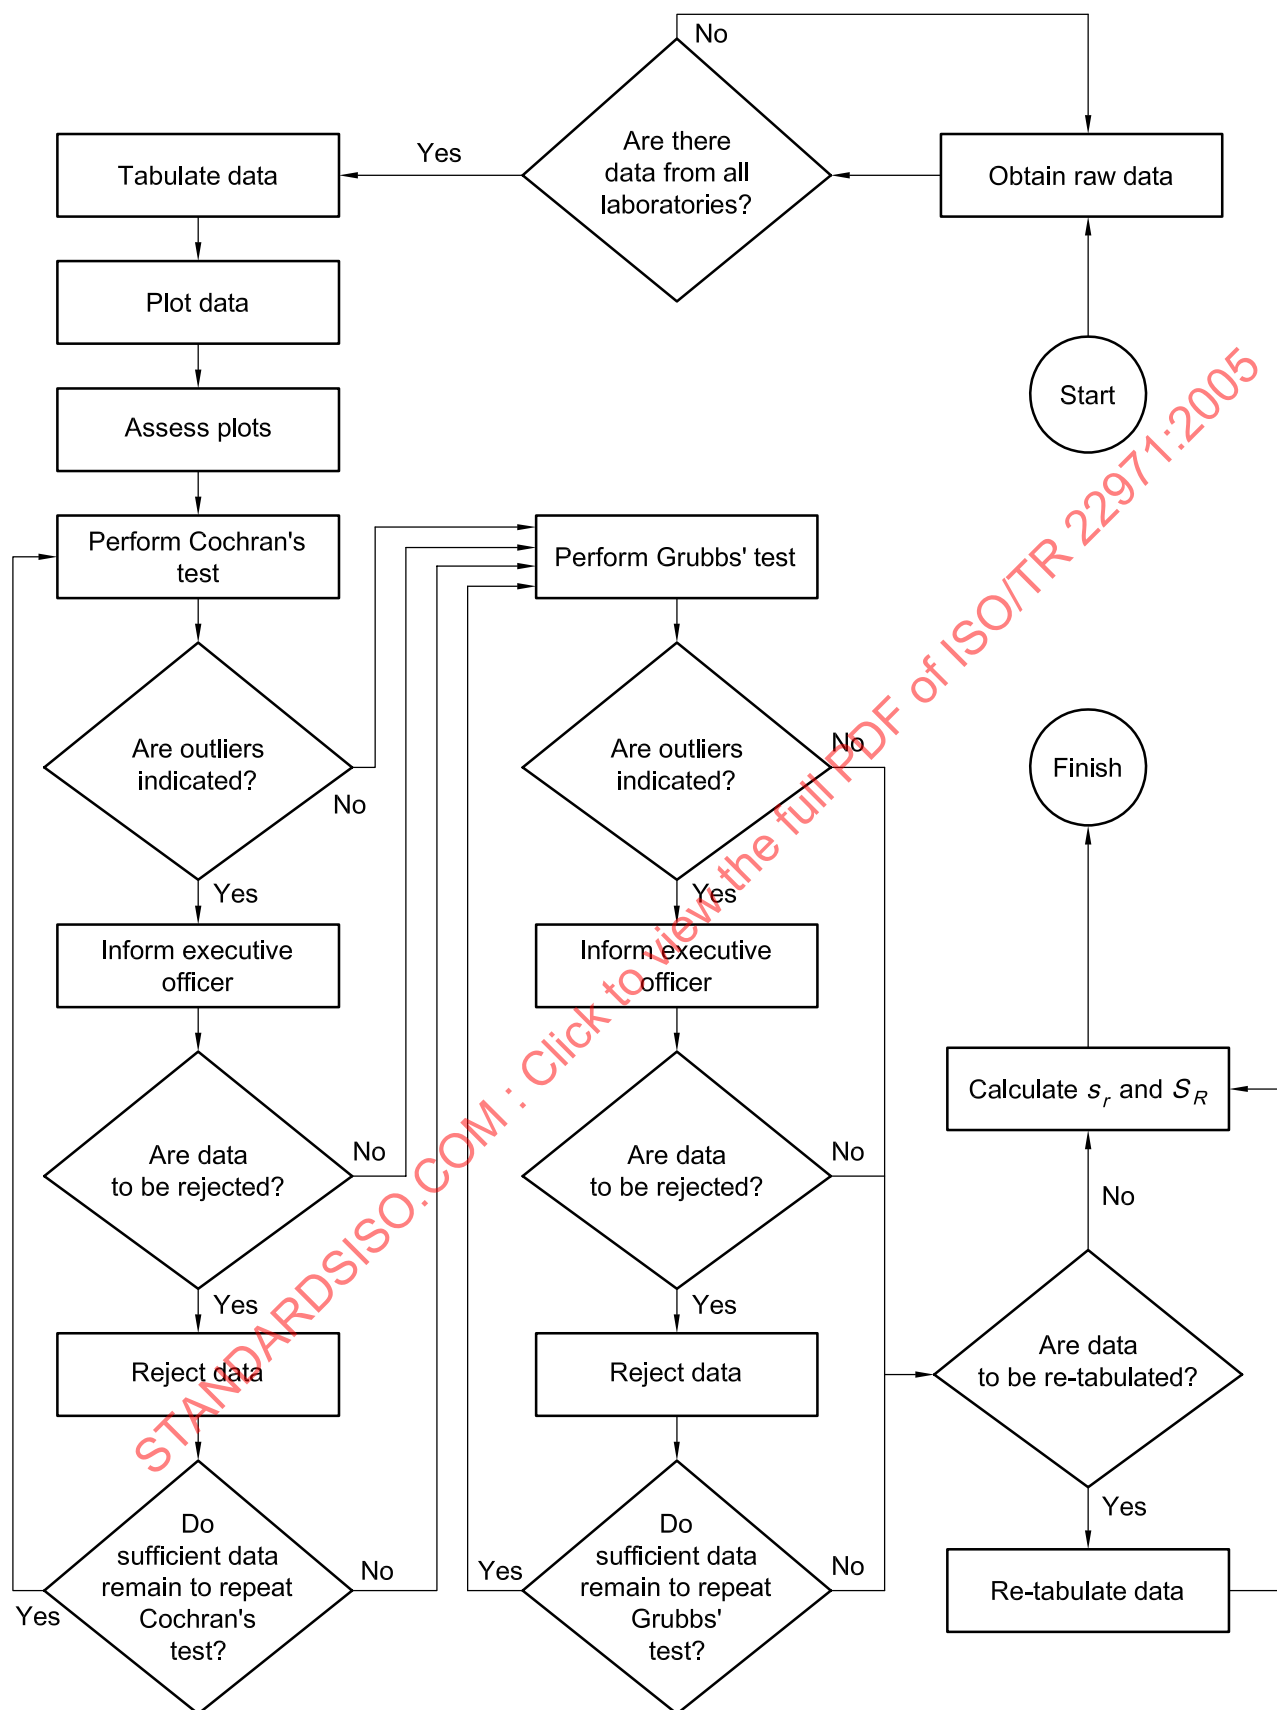 No
Are there
data from all
laboratories?
Yes
Tabulate data
Obtain raw data
Plot data
Start
Assess plots
Perform Cochran's
test
Perform Grubbs' test
Are outliers
indicated?
No
Are outliers
indicated?
No
Finish
Yes
Yes
Inform executive
officer
Inform executive
officer
Calculate sr and SR
Are data
to be rejected?
No
Are data
to be rejected?
No
No
Yes
Yes
Reject data
Reject data
Are data
to be re-tabulated?
Yes
Do
sufficient data
remain to repeat
Cochran's
test?
No
Yes
Do
sufficient data
remain to repeat
Grubbs'
test?
Yes
No
Re-tabulate data
STANDARDSISO.COM : Click to view the full PDF of ISO/TR 22971:2005